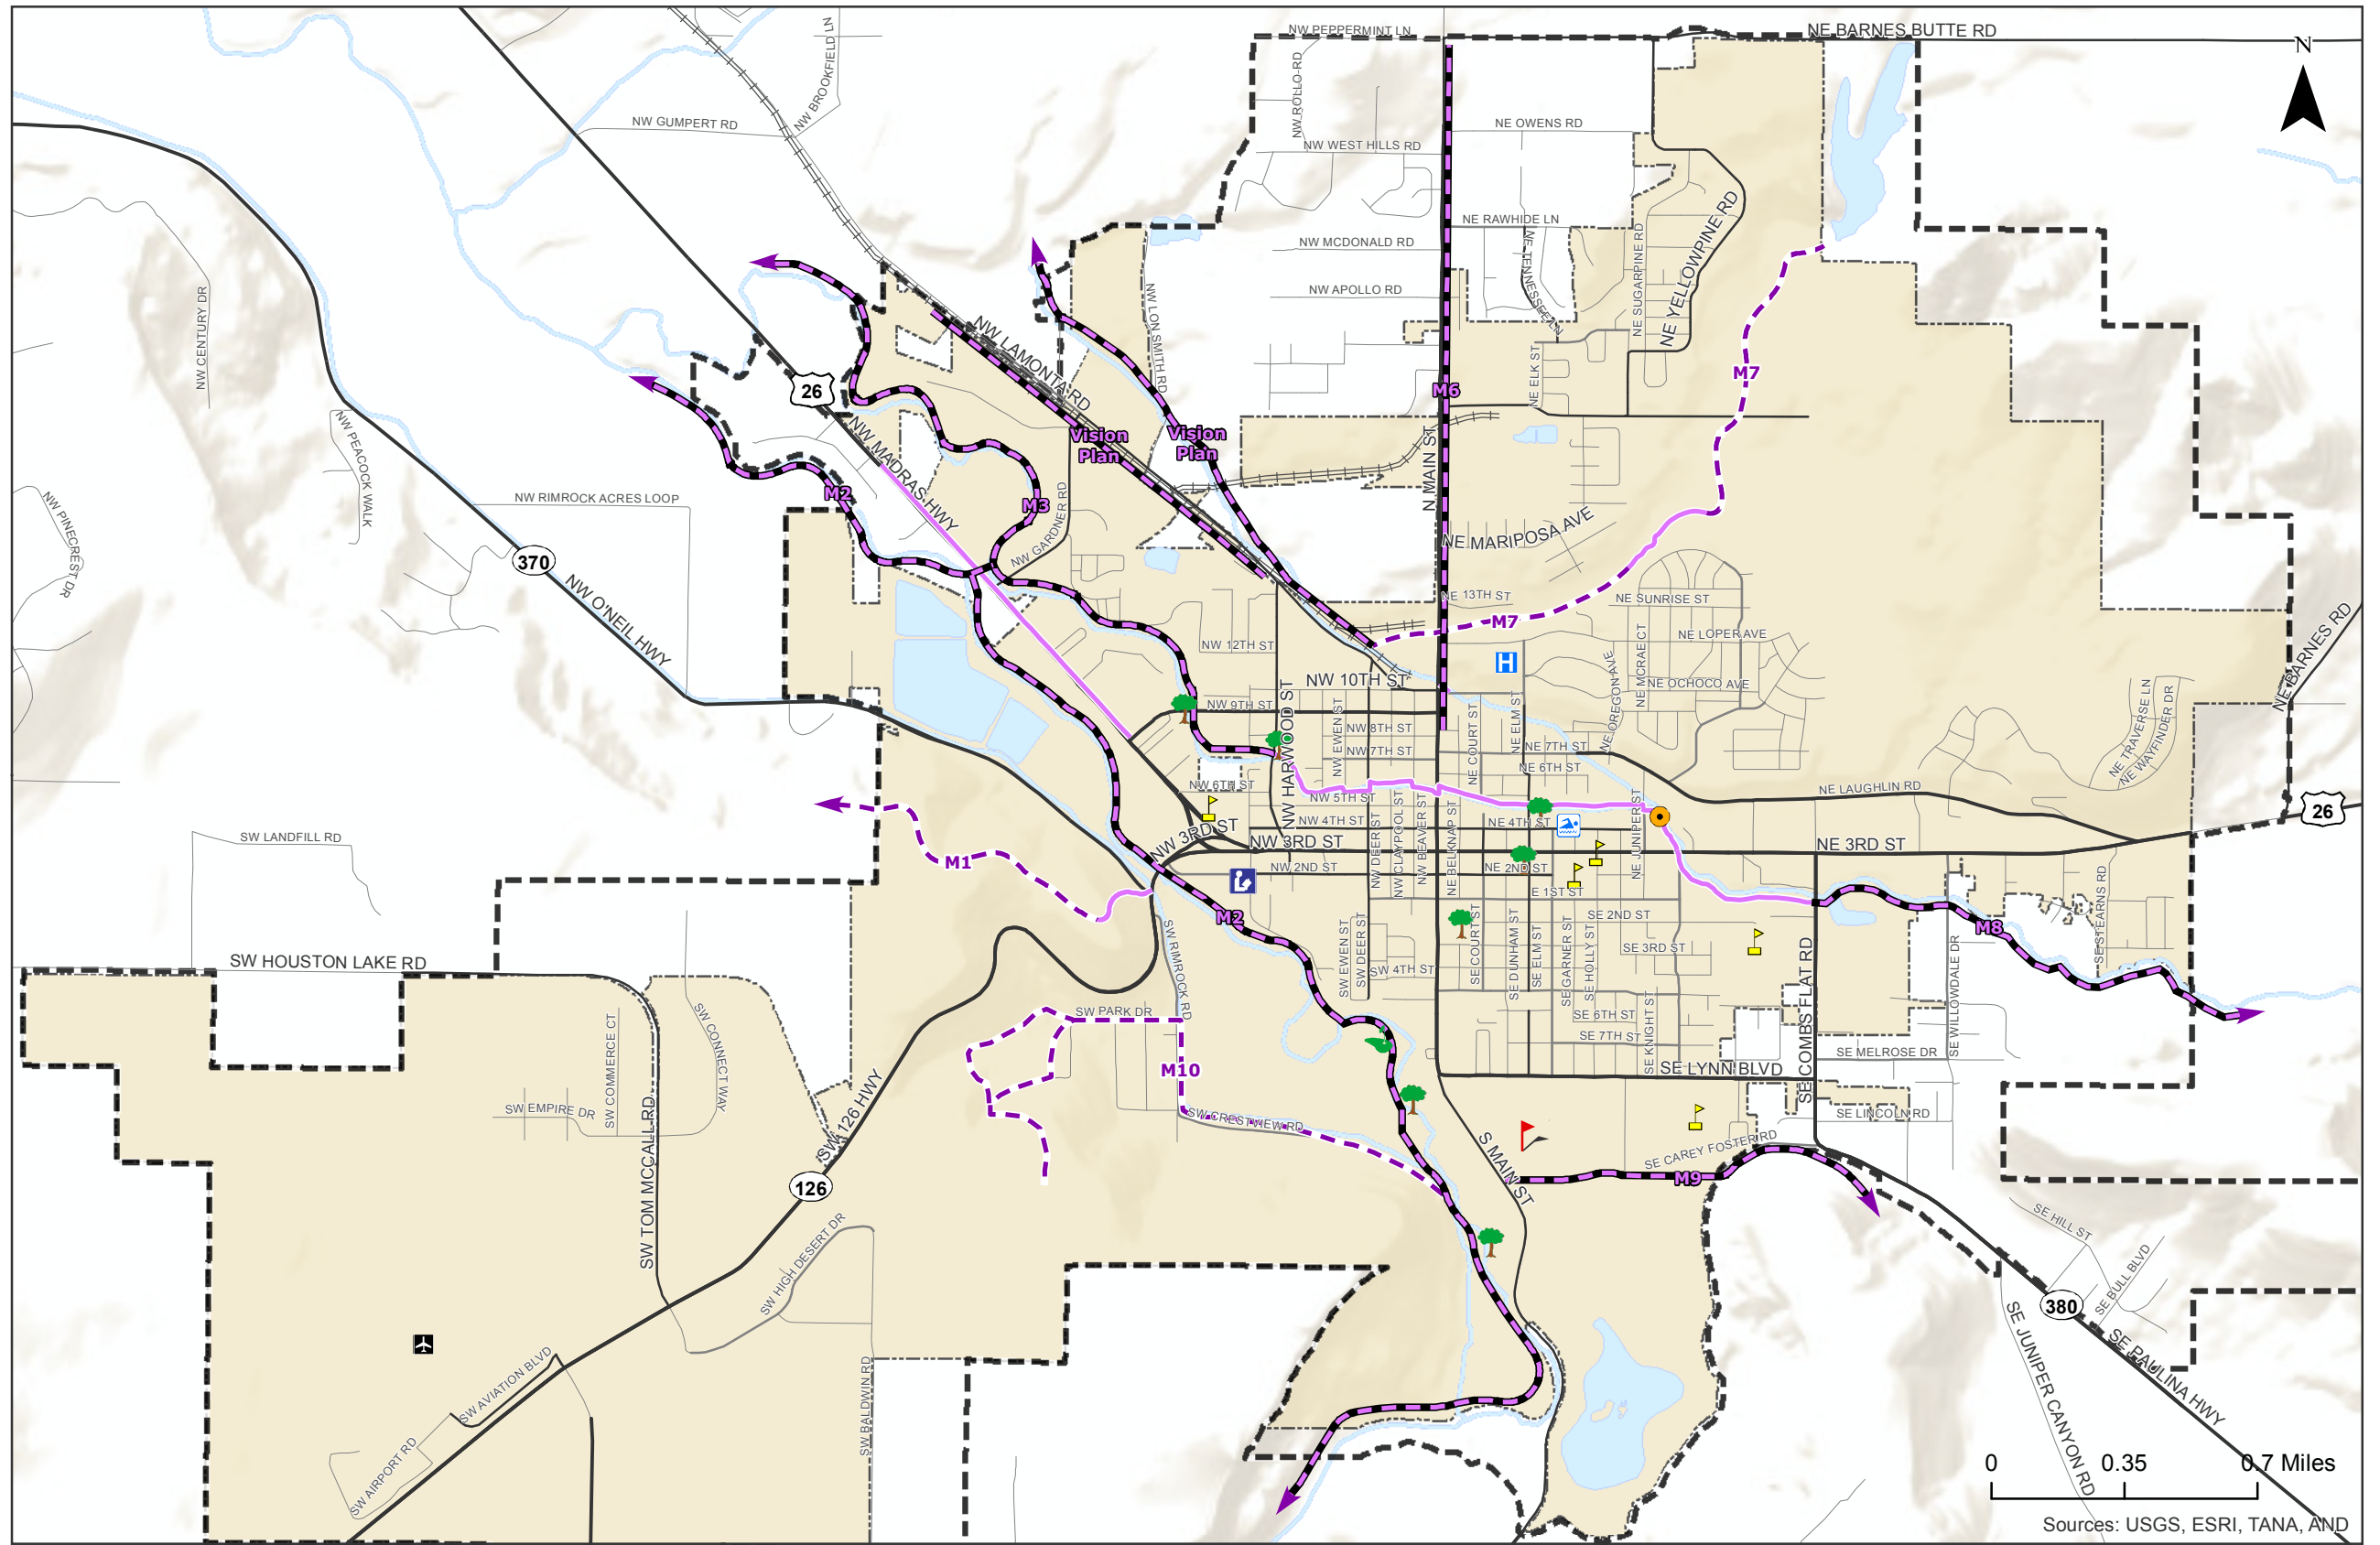 NW PEPPERMINT LN
NE BARNES BUTTE RD
N
NW BROOKFIELD LN
NW ROLLO RD
NW GUMPERT RD
NE OWENS RD
NW WEST HILLS RD
NE RAWHIDE LN
NE YELLOWPINE RD
NW MCDONALD RD
NE TENNESSEE LN
NE SUGARPINE RD
NW CENTURY DR
NW APOLLO RD
NW LON SMITH RD
NW LAMONTA RD
26
NE ELK ST
M7
M6
NW PEACOCK WALK
NW MADRAS HWY
Vision
Plan
Vision
Plan
N MAIN ST
M2
M3
NW RIMROCK ACRES LOOP
NW PINECREST DR
NW GARDNER RD
NE MARIPOSA AVE
370
NW O'NEIL HWY
NE 13TH ST
NE SUNRISE ST
M7
NE BARNES RD
NE LOPER AVE
NW 12TH ST
H
NE OREGON AVE
NE MCRAE CT
NE OCHOCO AVE
NW 10TH ST
NW HARWOOD ST
NW 9TH ST
NW EWEN ST
NW 8TH ST
NE COURT ST
NE ELM ST
NE TRAVERSE LN
NE WAYFINDER DR
NW 7TH ST
NE 7TH ST
NE 6TH ST
NW 6TH ST
NW 5TH ST
NE LAUGHLIN RD
26
NW 4TH ST
NE 4TH ST
NE JUNIPER ST
SW LANDFILL RD
NW 3RD ST
NW 3RD ST
NE 3RD ST
NW DEER ST
NW CLAYPOOL ST
NW BEAVER ST
NE BELKNAP ST
M1
NW 2ND ST
NE 2ND ST
E 1ST ST
M2
SE 2ND ST
M8
SE STEARNS RD
SW RIMROCK RD
SW EWEN ST
SW DEER ST
SE COURT ST
SE DUNHAM ST
SE ELM ST
SE GARNER ST
SE HOLLY ST
SE 3RD ST
SW HOUSTON LAKE RD
SW 4TH ST
SE COMBS FLAT RD
SE WILLOWDALE DR
SW PARK DR
SE 6TH ST
SE 7TH ST
SE KNIGHT ST
SE MELROSE DR
SW COMMERCE CT
SW CONNECT WAY
M10
SE LYNN BLVD
SW EMPIRE DR
SW CRESTVIEW RD
SE LINCOLN RD
SW TOM MCCALL RD
SW 126 HWY
S MAIN ST
SE CAREY FOSTER RD
M9
126
SE HILL ST
SW HIGH DESERT DR
SE BULL BLVD
380
SE PAULINA HWY
SE JUNIPER CANYON RD
SW AVIATION BLVD
SW BALDWIN RD
SW AIRPORT RD
0 0.35 0.7 Miles
Sources: USGS, ESRI, TANA, AND